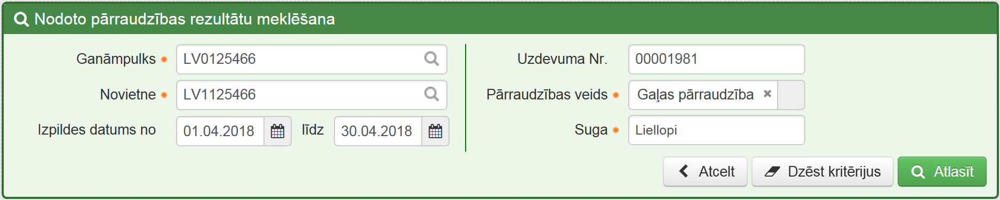 Nodoto pārraudzības rezultātu meklēšana
Ganāmpulks LV0125466
Novietne LV1125466
Izpildes datums no 01.04.2018 līdz 30.04.2018
Uzdevuma Nr. 00001981
Pārraudzības veids Gaļas pārraudzība
Suga Liellopi
Atcelt Dzēst kritērijus Atlasīt